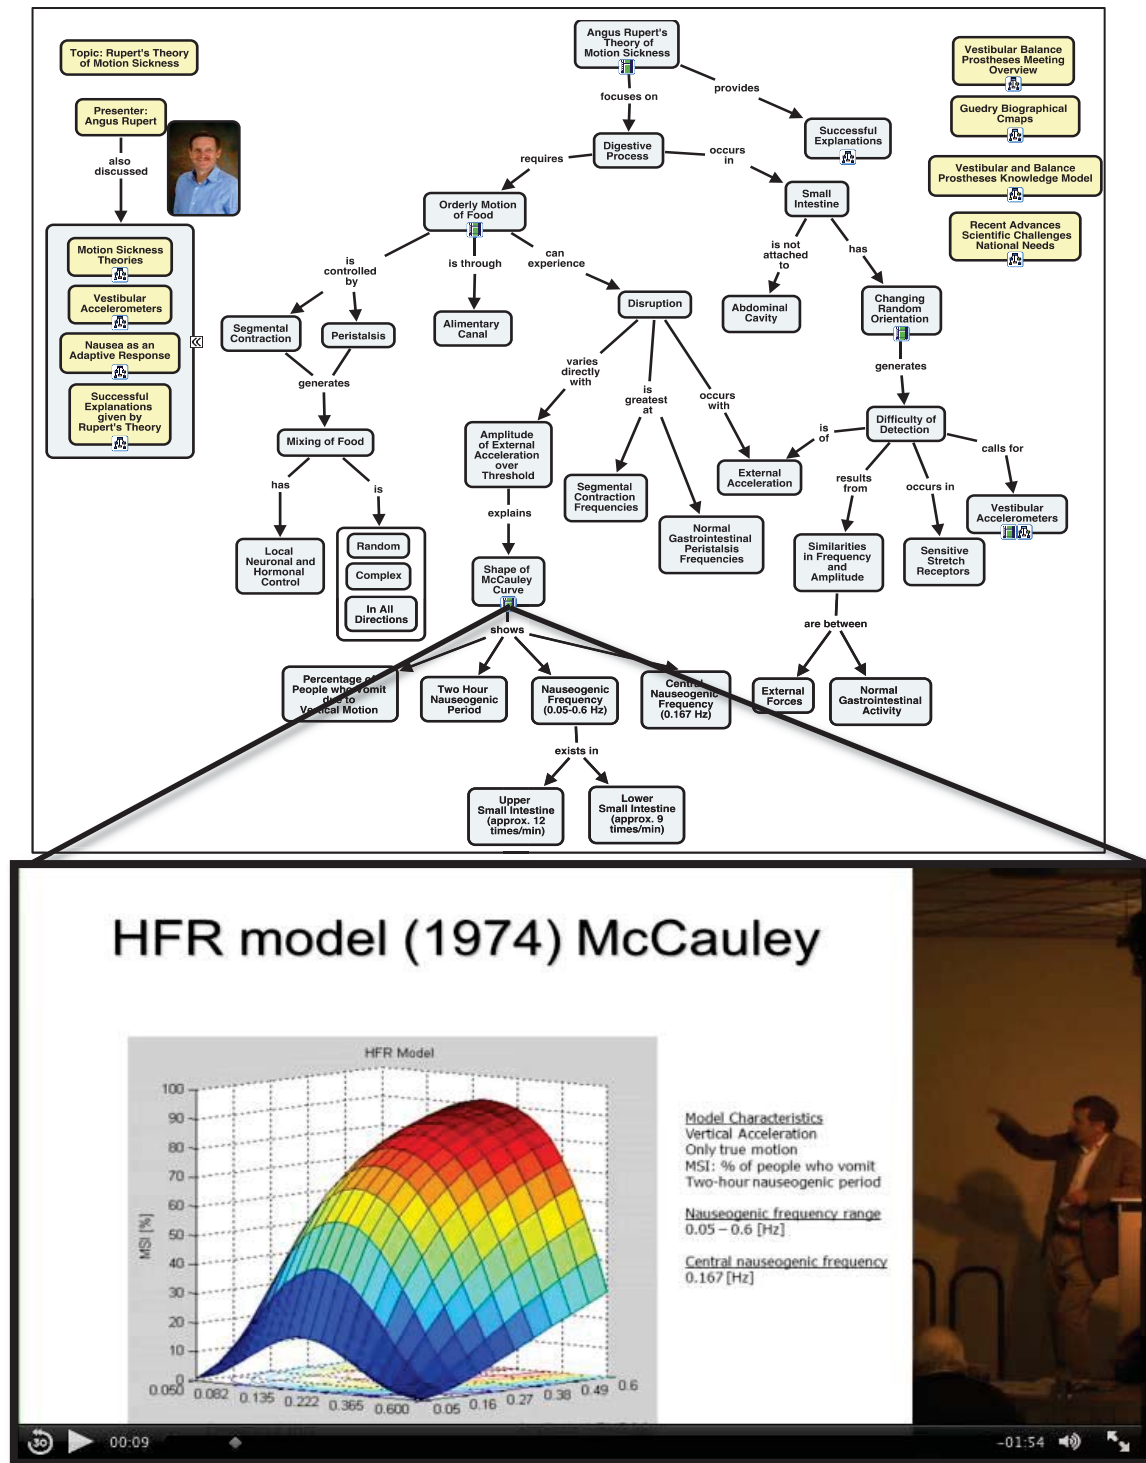 Topic: Rupert's Theory
of Motion Sickness
Presenter:
Angus Rupert
also
discussed
Motion Sickness
Theories
Vestibular
Accelerometers
Nausea as an
Adaptive Response
Successful
Explanations
given by
Rupert's Theory
Angus Rupert's
Theory of
Motion Sickness
focuses on
provides
Successful
Explanations
Digestive
Process
requires
occurs
in
Orderly Motion
of Food
Small
Intestine
is
controlled
by
is through
can
experience
is not
attached
to
has
Segmental
Contraction
Peristalsis
Alimentary
Canal
Disruption
Abdominal
Cavity
Changing
Random
Orientation
generates
varies
directly
with
is
greatest
at
occurs
with
generates
Mixing of Food
has
is
Local
Neuronal and
Hormonal
Control
Random
Complex
In All
Directions
Amplitude
of External
Acceleration
over
Threshold
explains
Shape of
McCauley
Curve
Segmental
Contraction
Frequencies
Normal
Gastrointestinal
Peristalsis
Frequencies
External
Acceleration
is
of
Difficulty of
Detection
results
from
occurs in
calls for
Similarities
in Frequency
and
Amplitude
Sensitive
Stretch
Receptors
Vestibular
Accelerometers
are between
External
Forces
Normal
Gastrointestinal
Activity
shows
Percentage of
People who Vomit
due to
Vertical Motion
Two Hour
Nauseogenic
Period
Nauseogenic
Frequency
(0.05-0.6 Hz)
Central
Nauseogenic
Frequency
(0.167 Hz)
exists in
Upper
Small Intestine
(approx. 12
times/min)
Lower
Small Intestine
(approx. 9
times/min)
Vestibular Balance
Prostheses Meeting
Overview
Guedry Biographical
Cmaps
Vestibular and Balance
Prostheses Knowledge Model
Recent Advances
Scientific Challenges
National Needs
HFR model (1974) McCauley
HFR Model
MSI [%]
100
90
80
70
60
50
40
30
20
10
0
0.050 0.082 0.135 0.222 0.365 0.600
0.05 0.16 0.27 0.38 0.49 0.6
Model Characteristics
Vertical Acceleration
Only true motion
MSI: % of people who vomit
Two-hour nauseogenic period
Nauseogenic frequency range
0.05 – 0.6 [Hz]
Central nauseogenic frequency
0.167 [Hz]
30
00:09
-01:54